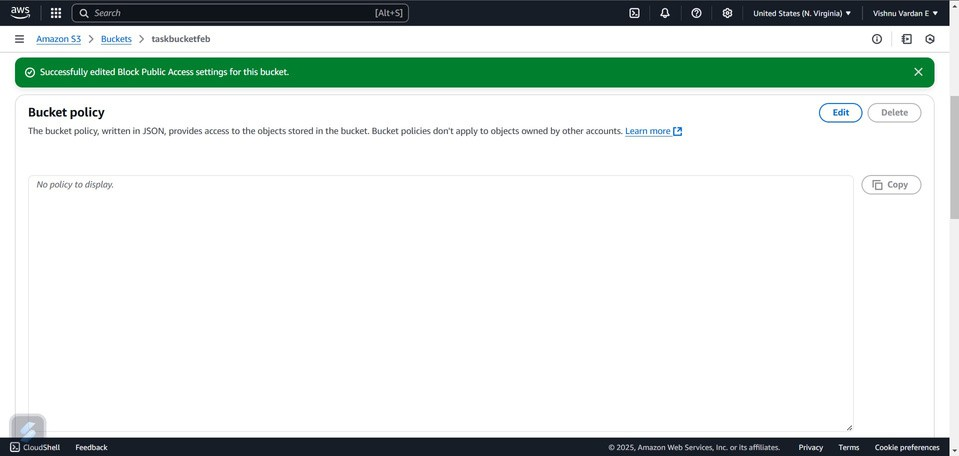 aws
Search [Alt+S]
United States (N. Virginia) Vishnu Vardan E
Amazon S3 Buckets taskbucketfeb
Successfully edited Block Public Access settings for this bucket.
Bucket policy Edit Delete
The bucket policy, written in JSON, provides access to the objects stored in the bucket. Bucket policies don't apply to objects owned by other accounts. Learn more
No policy to display. Copy
CloudShell Feedback © 2025, Amazon Web Services, Inc. or its affiliates. Privacy Terms Cookie preferences